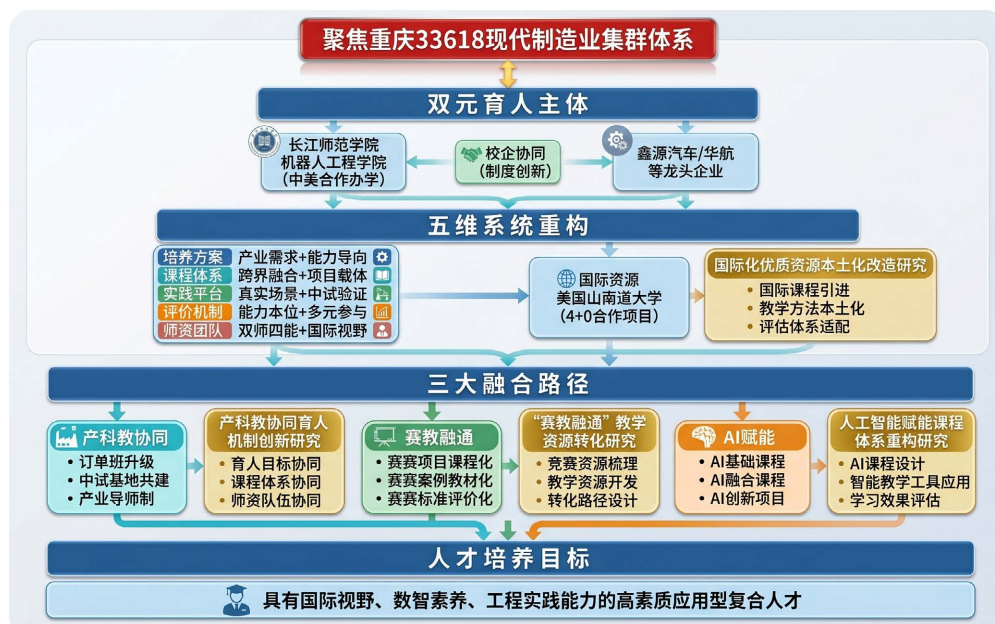 聚焦重庆33618现代制造业集群体系
双元育人主体
长江师范学院
机器人工程学院
（中美合作办学）
校企协同
（制度创新）
鑫源汽车/华航
等龙头企业
五维系统重构
培养方案 产业需求+能力导向
课程体系 跨界融合+项目载体
实践平台 真实场景+中试验证
评价机制 能力本位+多元参与
师资团队 双师四能+国际视野
国际资源
美国山南道大学
（4+0合作项目）
国际化优质资源本土化改造研究
• 国际课程引进
• 教学方法本土化
• 评估体系适配
三大融合路径
产科教协同
• 订单班升级
• 中试基地共建
• 产业导师制
产科教协同育人
机制创新研究
• 育人目标协同
• 课程体系协同
• 师资队伍协同
赛教融通
• 赛赛项目课程化
• 赛赛案例教材化
• 赛赛标准评价化
“赛教融通”教学
资源转化研究
• 竞赛资源梳理
• 教学资源开发
• 转化路径设计
AI赋能
• AI基础课程
• AI融合课程
• AI创新项目
人工智能赋能课程
体系重构研究
• AI课程设计
• 智能教学工具应用
• 学习效果评估
人才培养目标
具有国际视野、数智素养、工程实践能力的高素质应用型复合人才